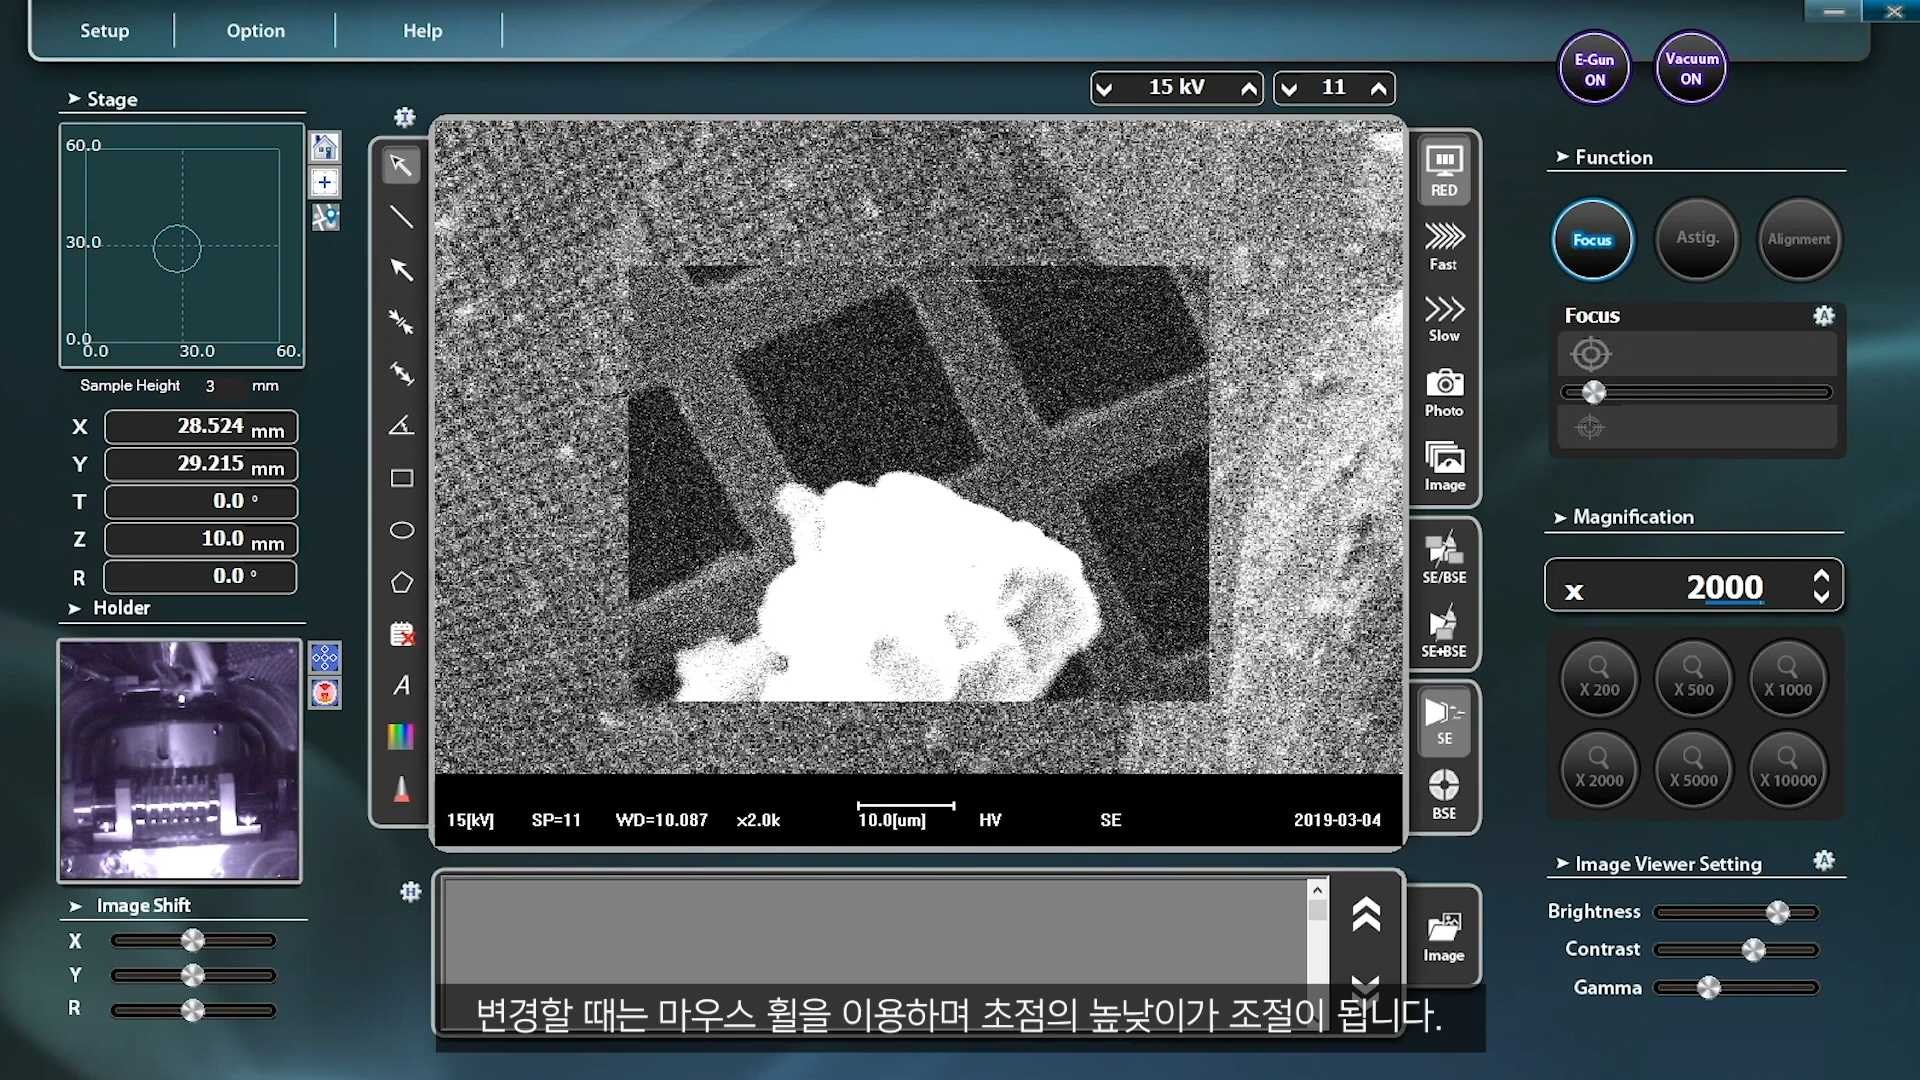 Setup
Option
Help
E-Gun
ON
Vacuum
ON
15 kV
11
Stage
60.0
30.0
0.0
0.0
30.0
60.
Sample Height 3 mm
X 28.524 mm
Y 29.215 mm
T 0.0 °
Z 10.0 mm
R 0.0 °
Holder
Image Shift
X
Y
R
A
RED
Fast
Slow
Photo
Image
SE/BSE
SE+BSE
SE
BSE
15[kV] SP=11 WD=10.087 x2.0k 10.0[um] HV SE 2019-03-04
Image
변경할 때는 마우스 휠을 이용하며 초점의 높낮이가 조절이 됩니다.
Function
Focus
Astig.
Alignment
Focus
A
Magnification
x 2000
X 200
X 500
X 1000
X 2000
X 5000
X 10000
Image Viewer Setting
A
Brightness
Contrast
Gamma